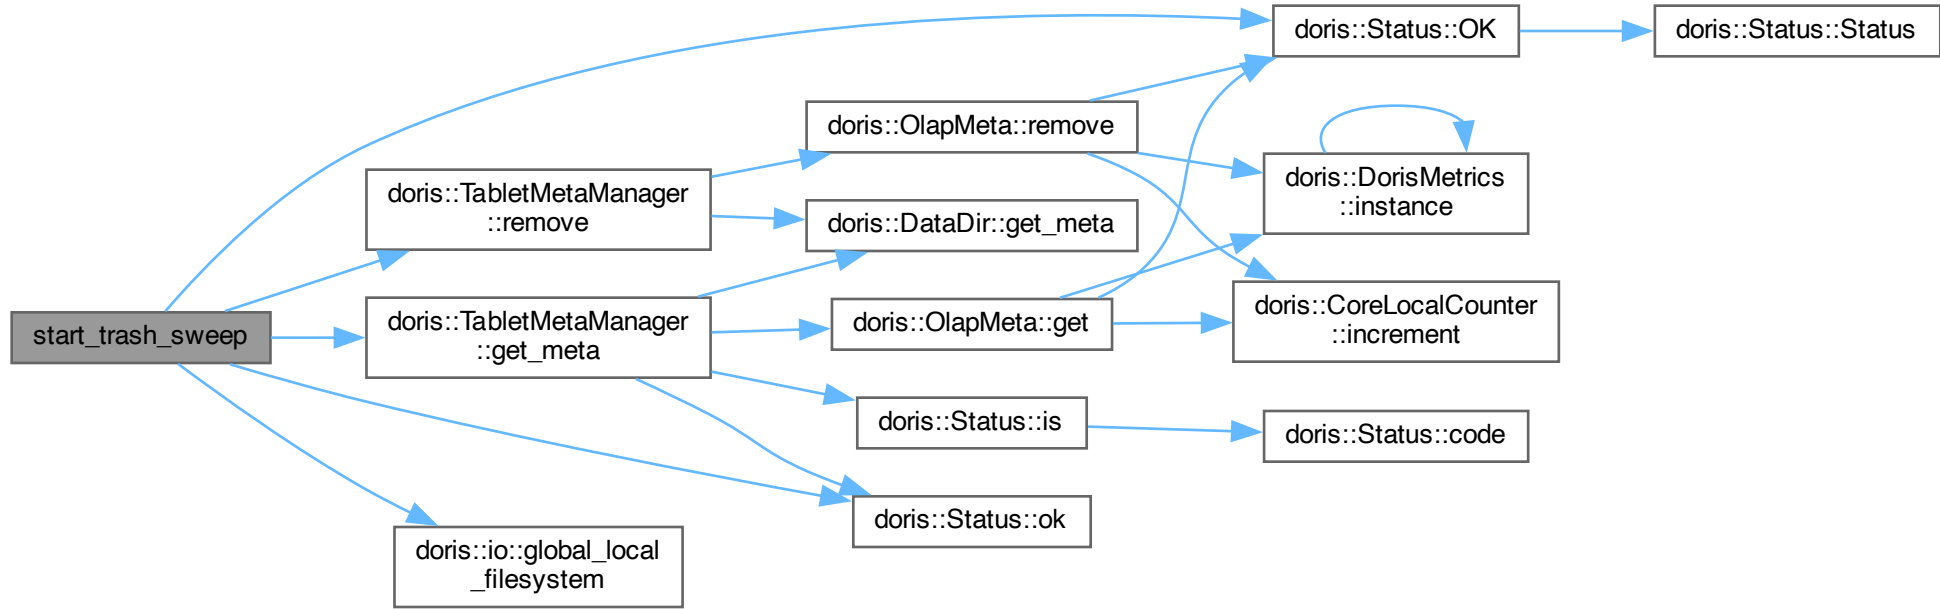 start_trash_sweep
doris::TabletMetaManager
::remove
doris::TabletMetaManager
::get_meta
doris::io::global_local
_filesystem
doris::OlapMeta::remove
doris::DataDir::get_meta
doris::OlapMeta::get
doris::Status::is
doris::Status::ok
doris::Status::OK
doris::DorisMetrics
::instance
doris::CoreLocalCounter
::increment
doris::Status::code
doris::Status::Status